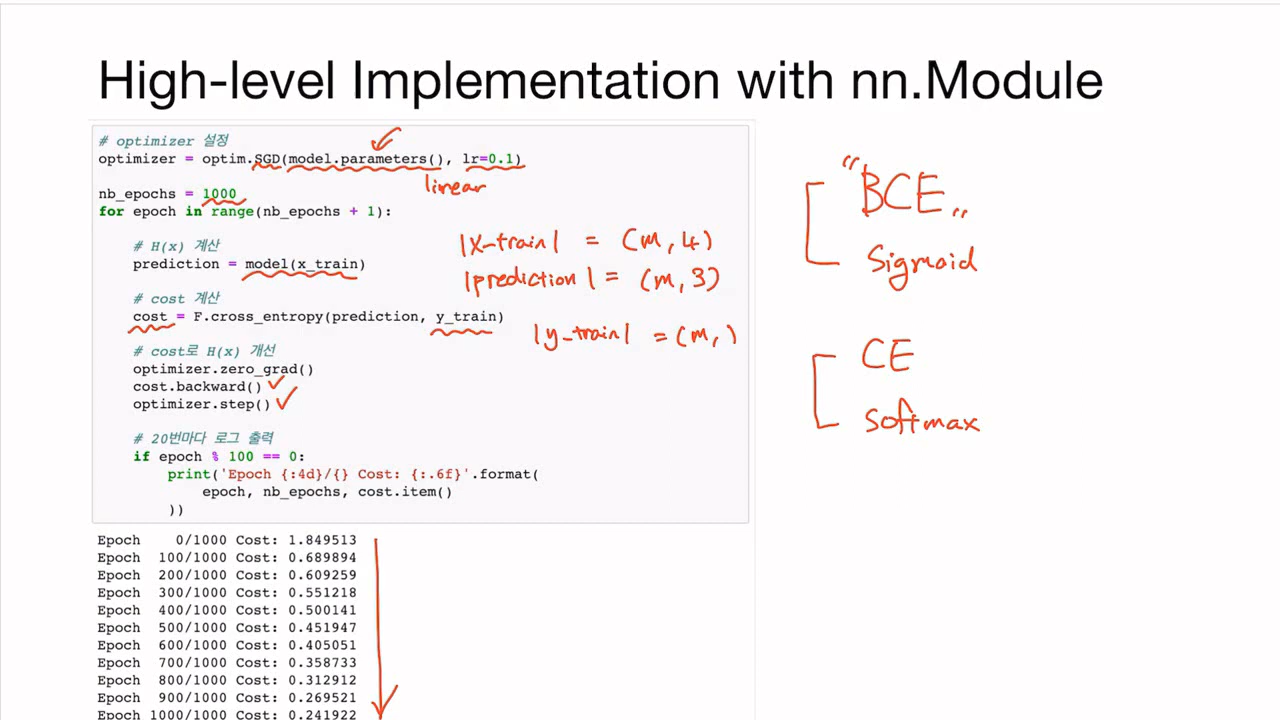 High-level Implementation with nn.Module
# optimizer 설정
optimizer = optim.SGD(model.parameters(), lr=0.1)
linear
nb_epochs = 1000
for epoch in range(nb_epochs + 1):
# H(x) 계산
prediction = model(x_train)
# cost 계산
cost = F.cross_entropy(prediction, y_train)
# cost로 H(x) 개선
optimizer.zero_grad()
cost.backward()
optimizer.step()
# 20번마다 로그 출력
if epoch % 100 == 0:
print('Epoch {:4d}/{} Cost: {:.6f}'.format(
epoch, nb_epochs, cost.item()
))
|x-train| = (m, 4)
|prediction| = (m, 3)
|y-train| = (m, )
"BCE"
Sigmoid
CE
Softmax
Epoch    0/1000 Cost: 1.849513
Epoch  100/1000 Cost: 0.689894
Epoch  200/1000 Cost: 0.609259
Epoch  300/1000 Cost: 0.551218
Epoch  400/1000 Cost: 0.500141
Epoch  500/1000 Cost: 0.451947
Epoch  600/1000 Cost: 0.405051
Epoch  700/1000 Cost: 0.358733
Epoch  800/1000 Cost: 0.312912
Epoch  900/1000 Cost: 0.269521
Epoch 1000/1000 Cost: 0.241922